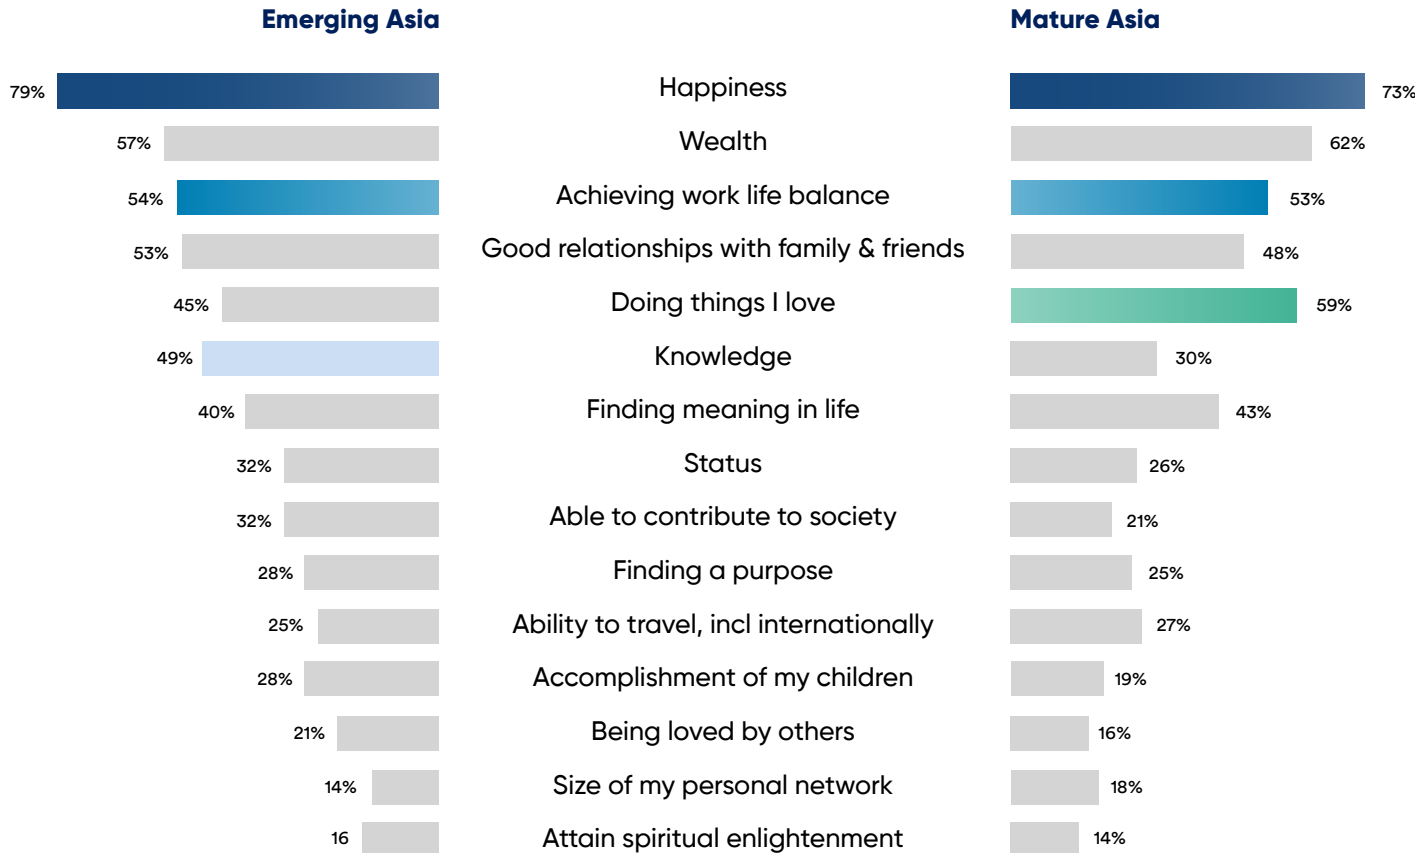 Emerging Asia Mature Asia
79% Happiness 73%
57% Wealth 62%
54% Achieving work life balance 53%
53% Good relationships with family & friends 48%
45% Doing things I love 59%
49% Knowledge 30%
40% Finding meaning in life 43%
32% Status 26%
32% Able to contribute to society 21%
28% Finding a purpose 25%
25% Ability to travel, incl internationally 27%
28% Accomplishment of my children 19%
21% Being loved by others 16%
14% Size of my personal network 18%
16 Attain spiritual enlightenment 14%